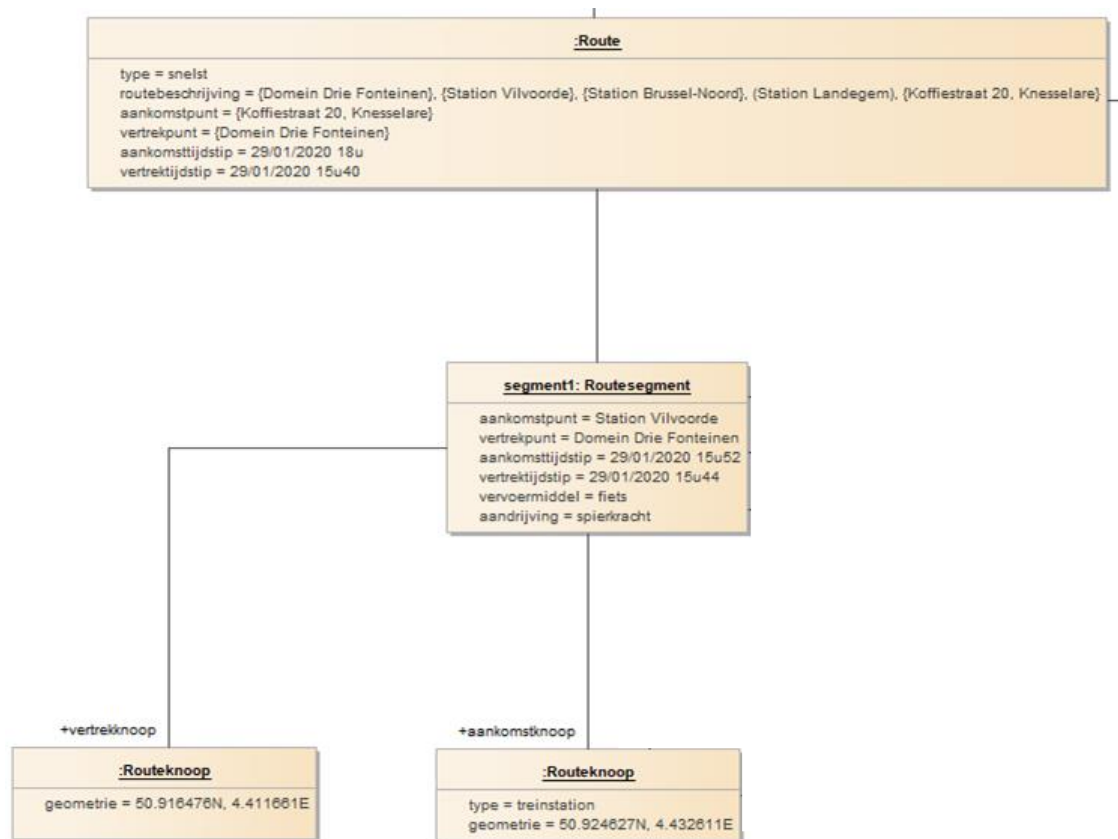 :Route
type = snelst
routebeschrijving = {Domein Drie Fonteinen}, {Station Vilvoorde}, {Station Brussel-Noord}, (Station Landegem), {Koffiestraat 20, Knesselare}
aankomstpunt = {Koffiestraat 20, Knesselare}
vertrekpunt = {Domein Drie Fonteinen}
aankomsttijdstip = 29/01/2020 18u
vertrektijdstip = 29/01/2020 15u40
segment1: Routesegment
aankomstpunt = Station Vilvoorde
vertrekpunt = Domein Drie Fonteinen
aankomsttijdstip = 29/01/2020 15u52
vertrektijdstip = 29/01/2020 15u44
vervoermiddel = fiets
aandrijving = spierkracht
+vertrekknoop
+aankomstknoop
:Routeknoop
geometrie = 50.916476N, 4.411661E
:Routeknoop
type = treinstation
geometrie = 50.924627N, 4.432611E